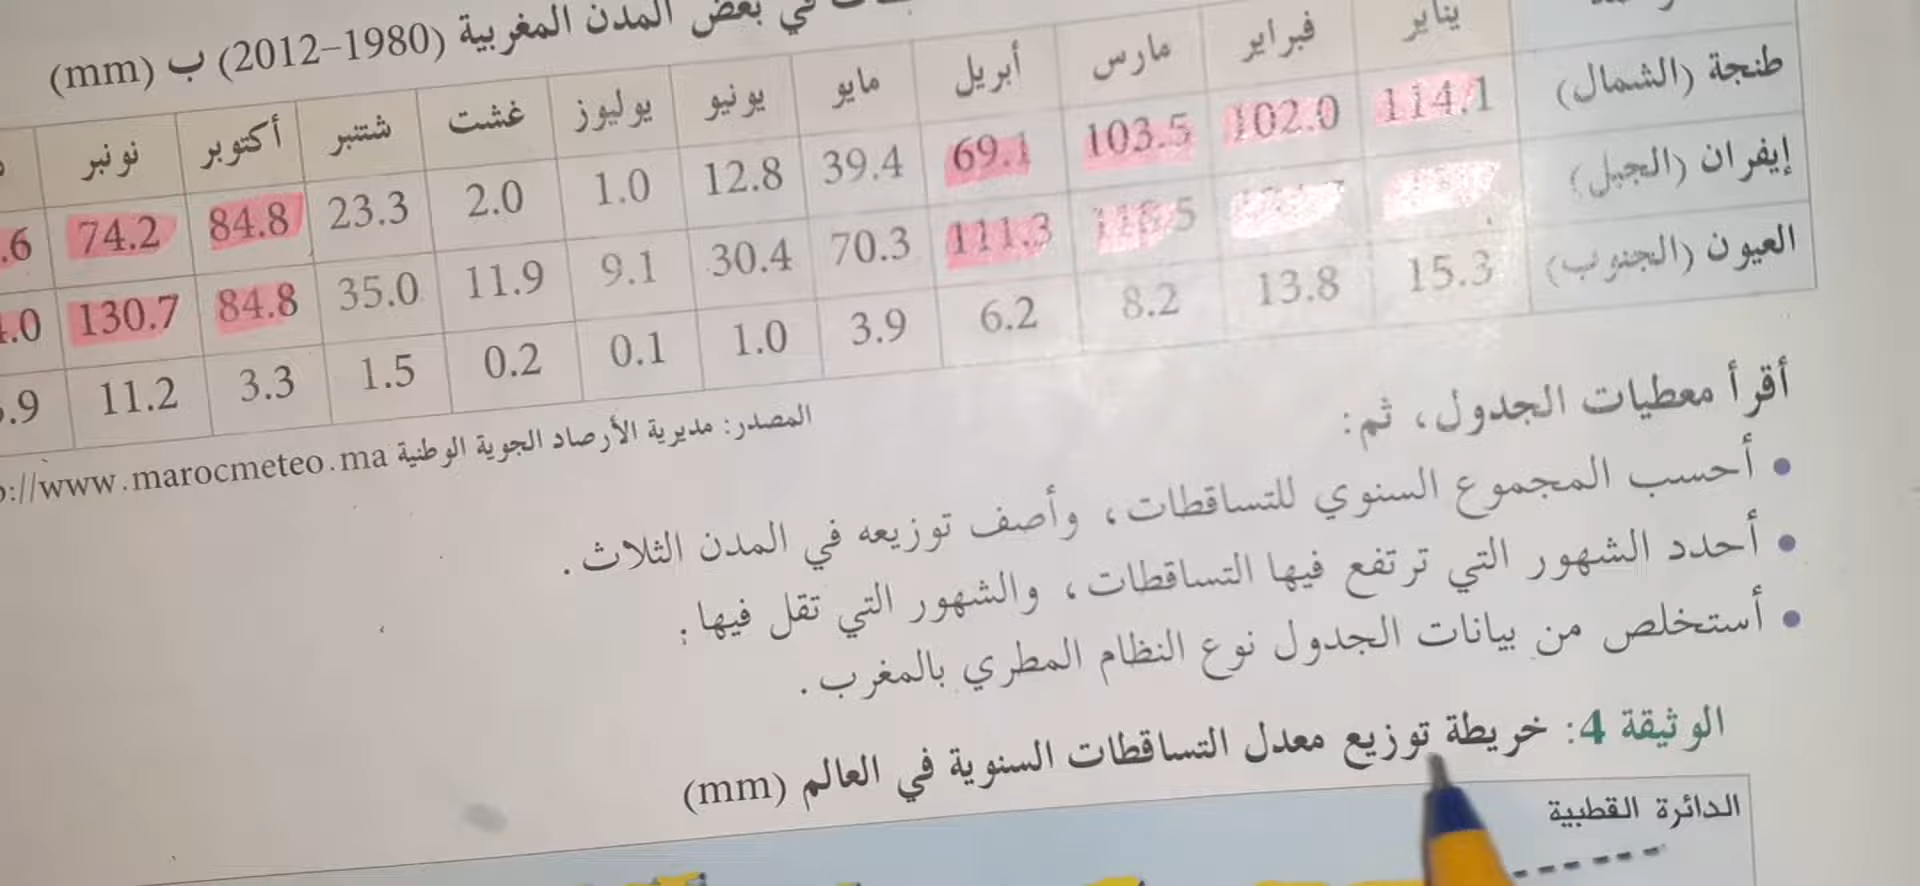 في بعض المدن المغربية (1980–2012) ب (mm)
يناير فبراير مارس أبريل مايو يونيو يوليوز غشت شتنبر أكتوبر نونبر
طنجة (الشمال) 114.1 102.0 103.5 69.1 39.4 12.8 1.0 2.0 23.3 84.8 74.2 .6
إيفران (الجبل) 111.3 70.3 30.4 9.1 11.9 35.0 84.8 130.7 .0
العيون (الجنوب) 15.3 13.8 8.2 6.2 3.9 1.0 0.1 0.2 1.5 3.3 11.2 .9
المصدر: مديرية الأرصاد الجوية الوطنية ://www.marocmeteo.ma
أقرأ معطيات الجدول، ثم:
• أحسب المجموع السنوي للتساقطات، وأصف توزيعه في المدن الثلاث.
• أحدد الشهور التي ترتفع فيها التساقطات، والشهور التي تقل فيها:
• أستخلص من بيانات الجدول نوع النظام المطري بالمغرب.
الوثيقة 4: خريطة توزيع معدل التساقطات السنوية في العالم (mm)
الدائرة القطبية